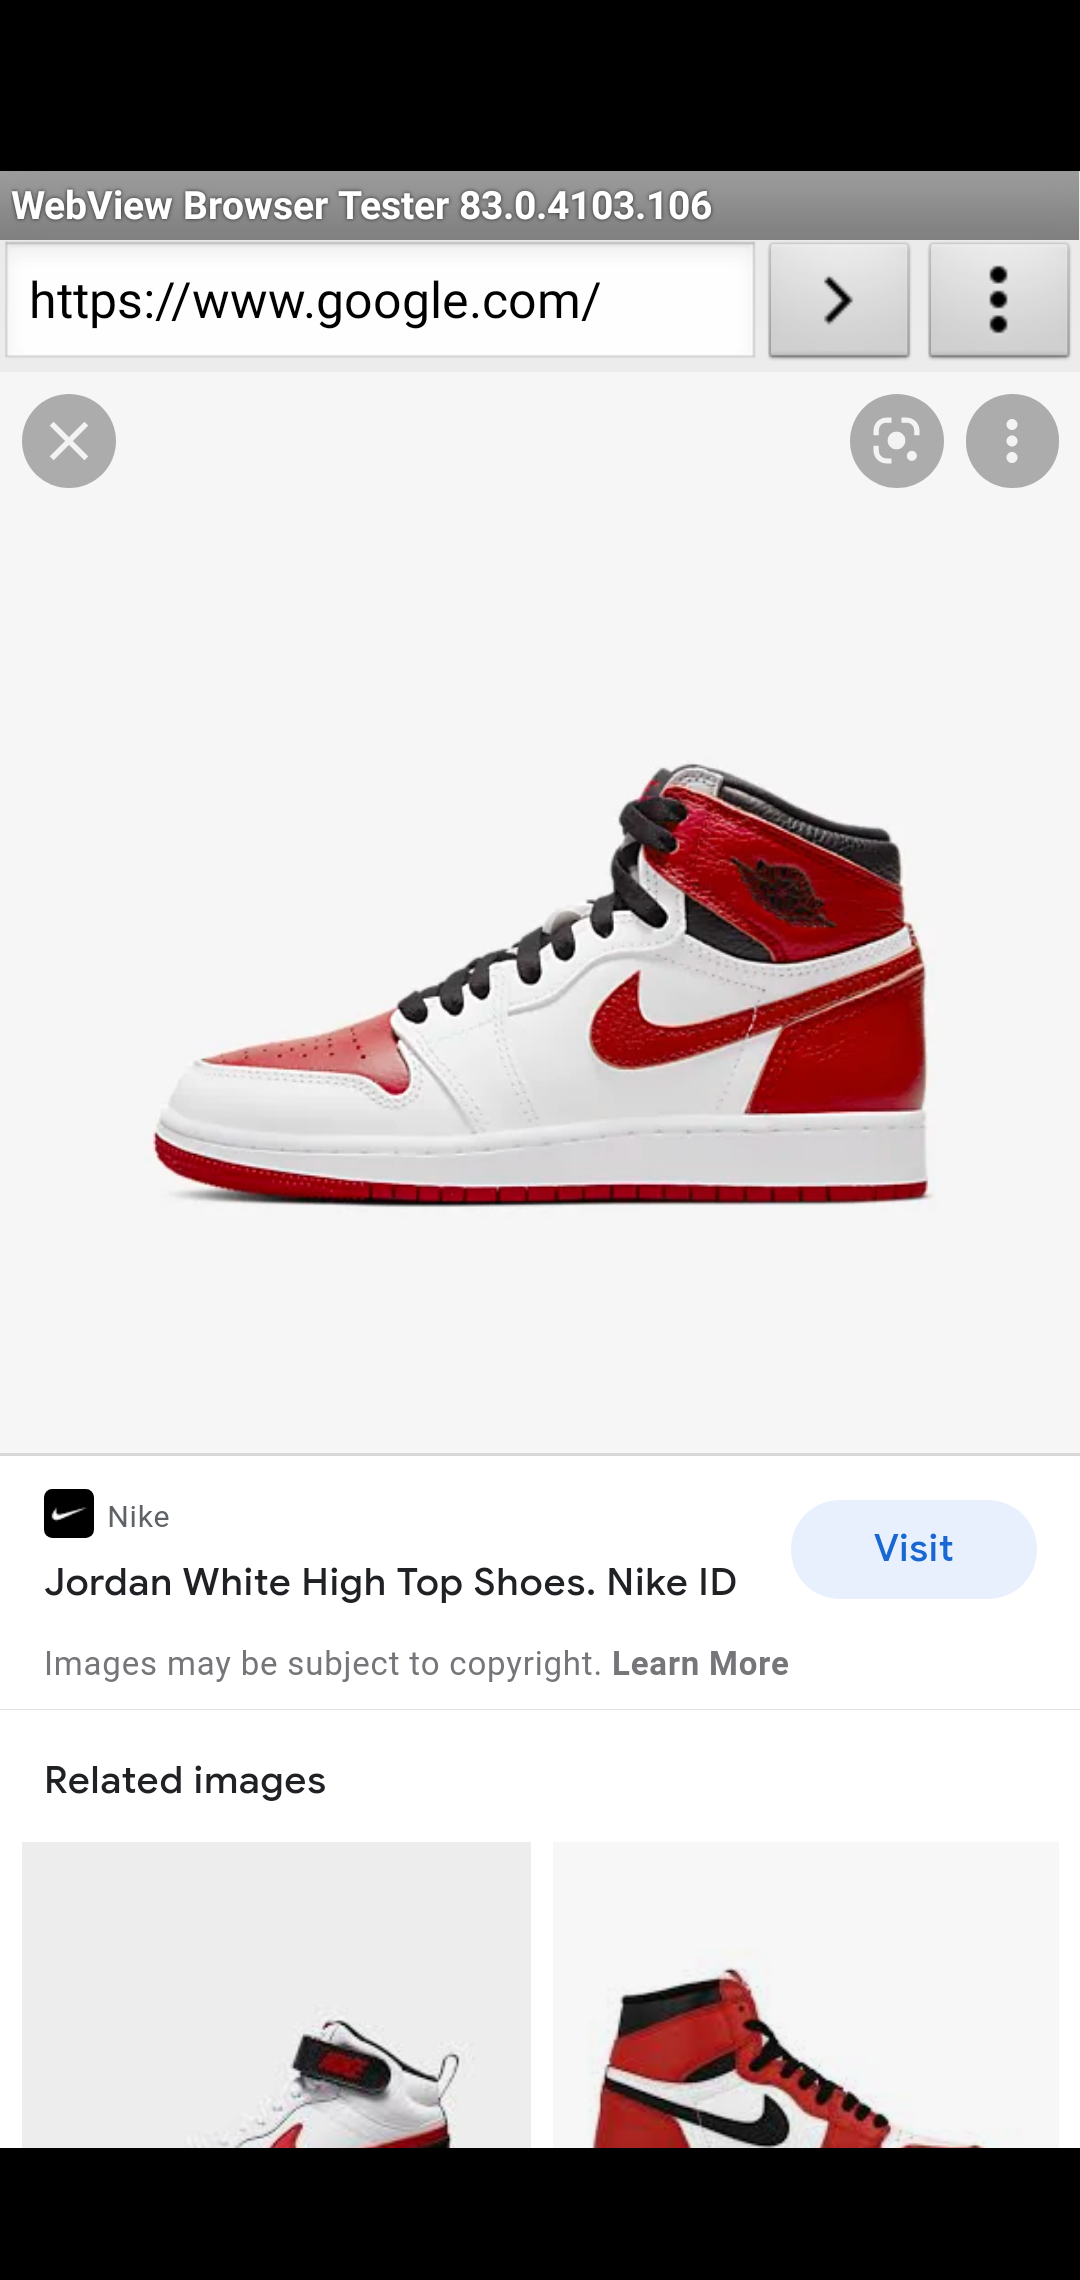 WebView Browser Tester 83.0.4103.106
https://www.google.com/
Nike
Jordan White High Top Shoes. Nike ID
Visit
Images may be subject to copyright. Learn More
Related images
NIKE